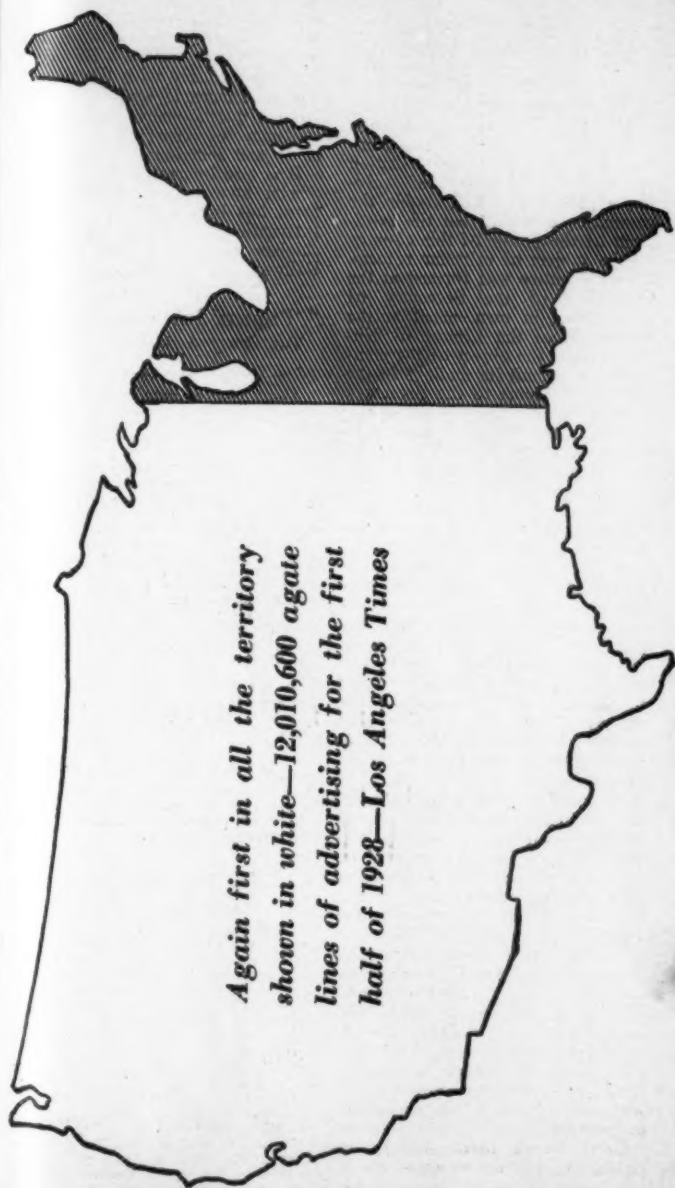 Again first in all the territory
shown in white—12,010,600 agate
lines of advertising for the first
half of 1928—Los Angeles Times